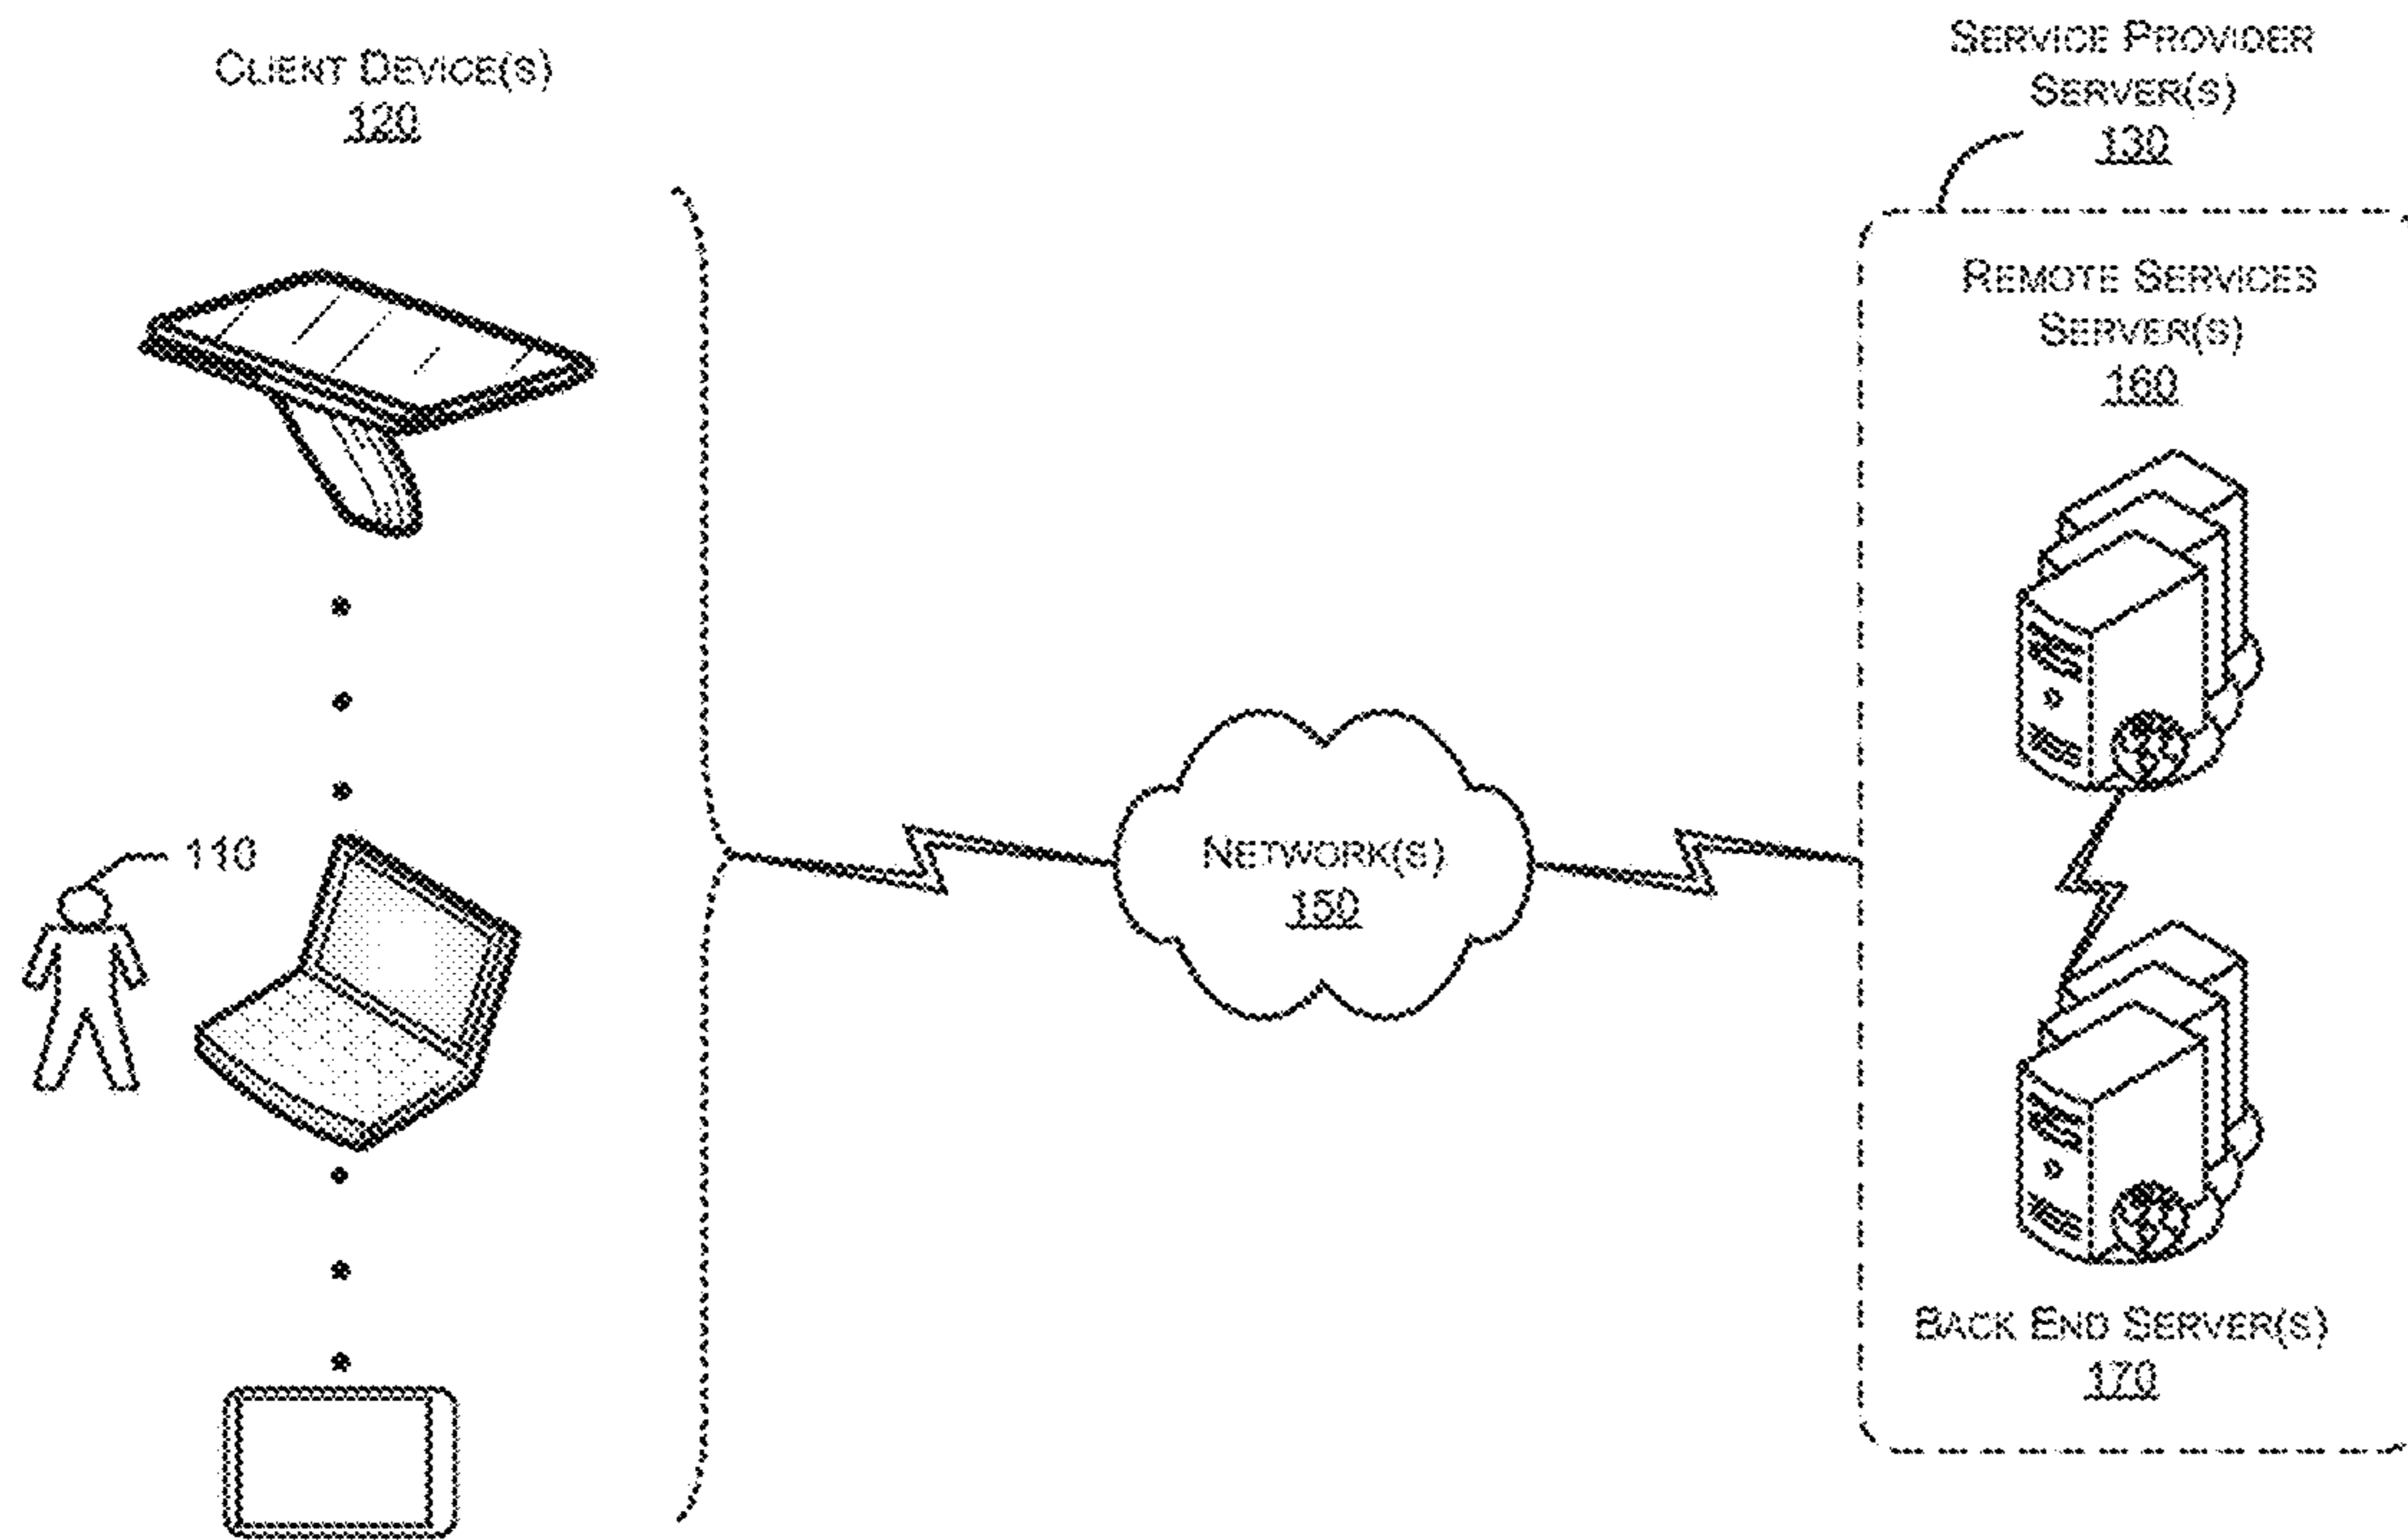 CLIENT DEVICE(S)
120
SERVICE PROVIDER
SERVER(S)
130
REMOTE SERVICES
SERVER(S)
160
110
NETWORK(S)
150
BACK END SERVER(S)
170